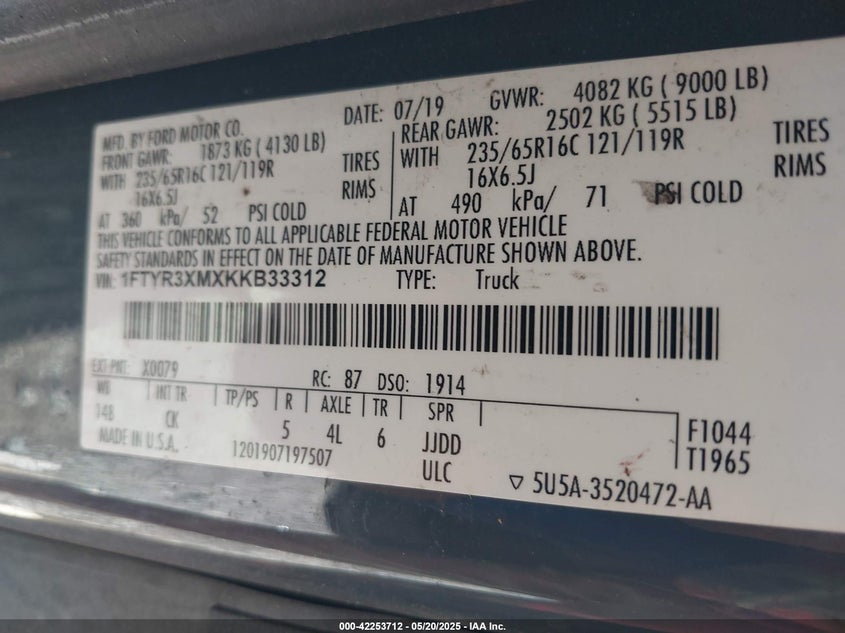 MFD. BY FORD MOTOR CO.
DATE: 07/19 GVWR: 4082 KG ( 9000 LB)
FRONT GAWR: 1873 KG ( 4130 LB)
REAR GAWR: 2502 KG ( 5515 LB)
WITH 235/65R16C 121/119R TIRES
WITH 235/65R16C 121/119R TIRES
16X6.5J RIMS
16X6.5J RIMS
AT 360 kPa/ 52 PSI COLD
AT 490 kPa/ 71 PSI COLD
THIS VEHICLE CONFORMS TO ALL APPLICABLE FEDERAL MOTOR VEHICLE
SAFETY STANDARDS IN EFFECT ON THE DATE OF MANUFACTURE SHOWN ABOVE.
VIN: 1FTYR3XMXKKB33312 TYPE: Truck
EXT PNT: X0079 RC: 87 DSO: 1914
WB INT TR TP/PS R AXLE TR SPR
148 CK 5 4L 6 JJDD
F1044
T1965
MADE IN U.S.A. 1201907197507 ULC
▽ 5U5A-3520472-AA
000-42253712 — 05/20/2025 — IAA Inc.